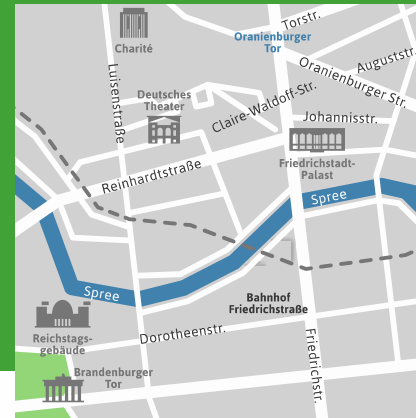 Torstr.
Charité
Oranienburger
Tor
Auguststr.
Oranienburger Str.
Luisenstraße
Deutsches
Theater
Claire-Waldoff-Str.
Johannisstr.
Friedrichstadt-
Palast
Reinhardtstraße
Spree
Spree
Bahnhof
Friedrichstraße
Reichstags-
gebäude
Dorotheenstr.
Friedrichstr.
Brandenburger
Tor